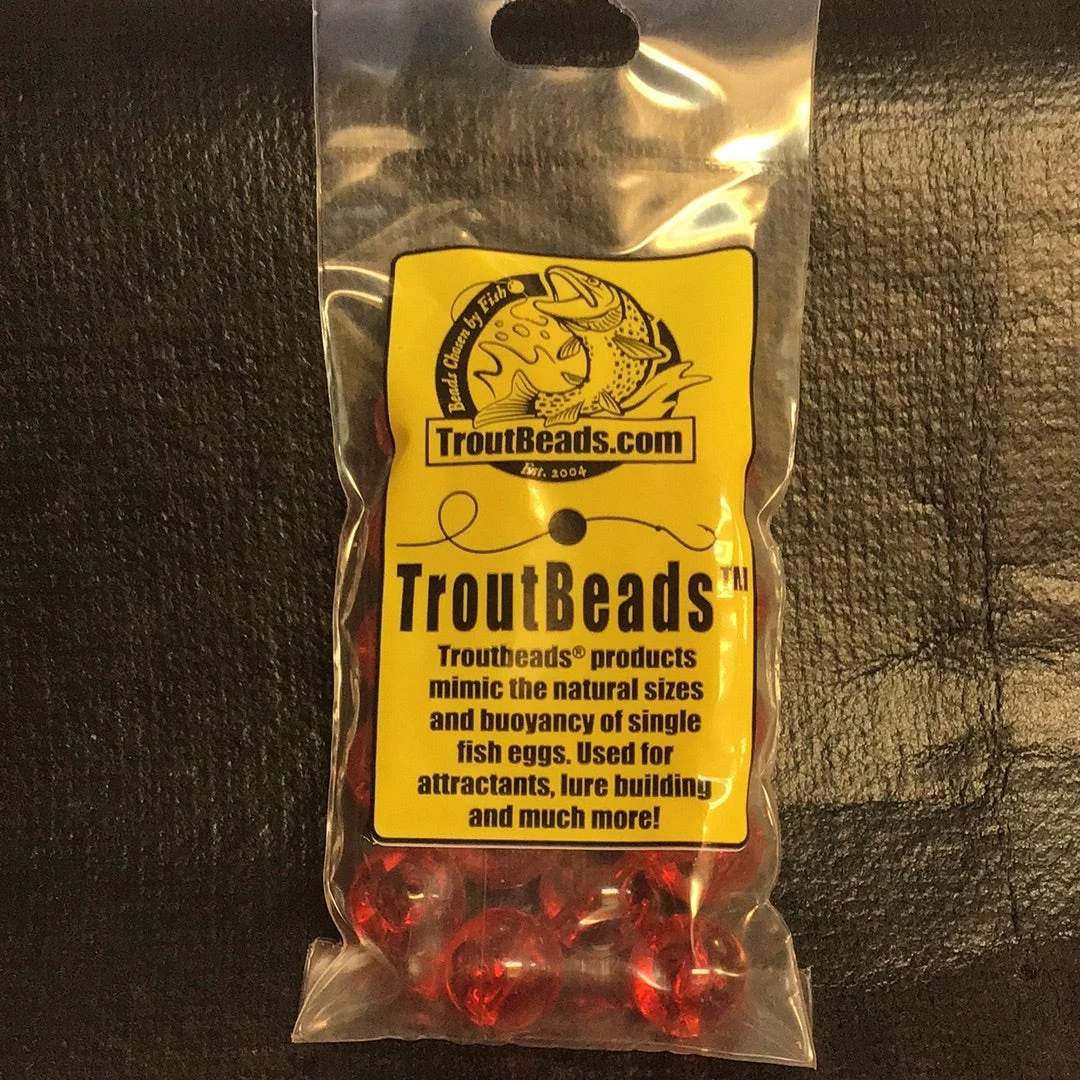 Beads Chosen by Fish
TroutBeads.com
Est. 2004
TroutBeads™
Troutbeads® products
mimic the natural sizes
and buoyancy of single
fish eggs. Used for
attractants, lure building
and much more!